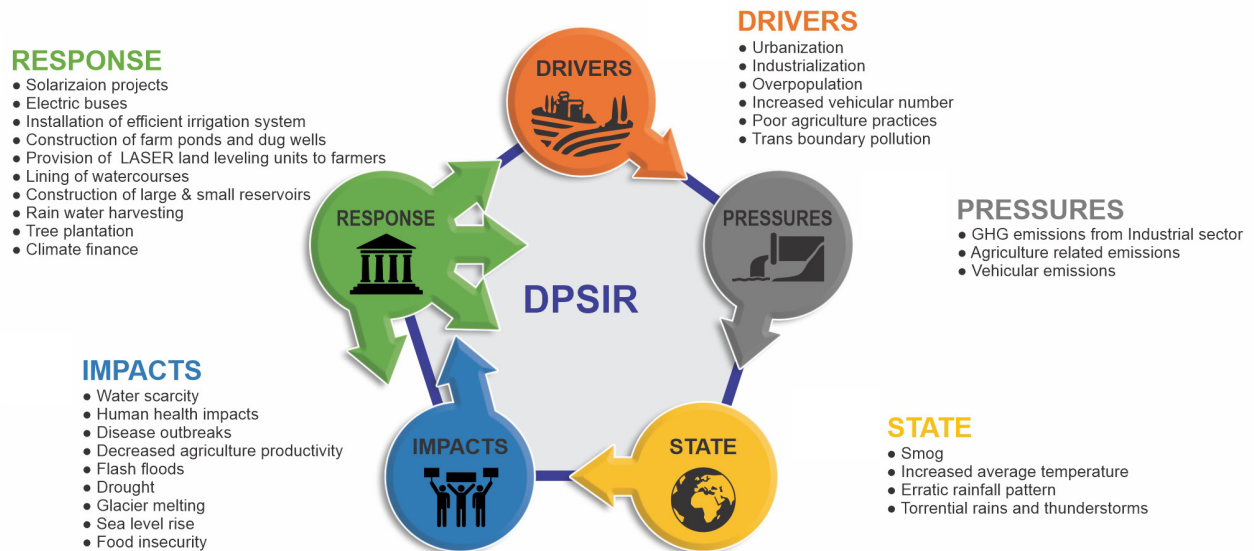 DRIVERS
● Urbanization
● Industrialization
● Overpopulation
● Increased vehicular number
● Poor agriculture practices
● Trans boundary pollution
RESPONSE
● Solarizaion projects
● Electric buses
● Installation of efficient irrigation system
● Construction of farm ponds and dug wells
● Provision of LASER land leveling units to farmers
● Lining of watercourses
● Construction of large & small reservoirs
● Rain water harvesting
● Tree plantation
● Climate finance
DRIVERS
RESPONSE
PRESSURES
PRESSURES
● GHG emissions from Industrial sector
● Agriculture related emissions
● Vehicular emissions
DPSIR
IMPACTS
● Water scarcity
● Human health impacts
● Disease outbreaks
● Decreased agriculture productivity
● Flash floods
● Drought
● Glacier melting
● Sea level rise
● Food insecurity
IMPACTS
STATE
STATE
● Smog
● Increased average temperature
● Erratic rainfall pattern
● Torrential rains and thunderstorms